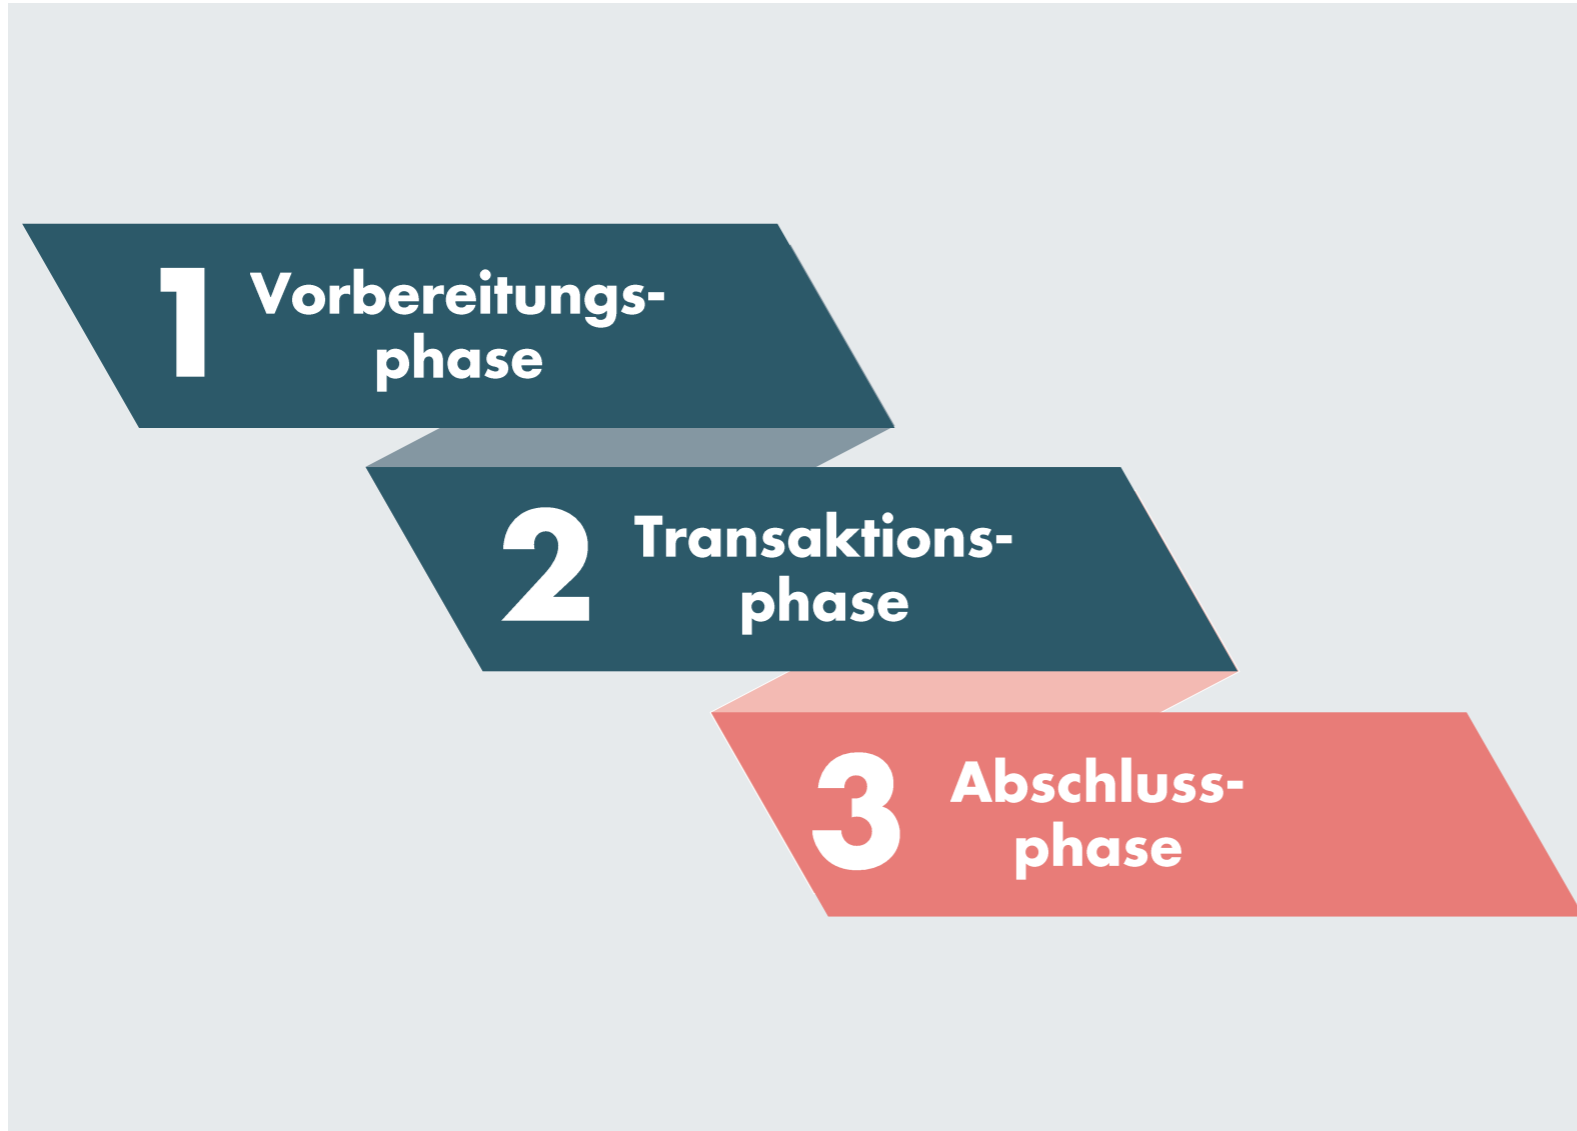 1 Vorbereitungs-
phase
2 Transaktions-
phase
3 Abschluss-
phase